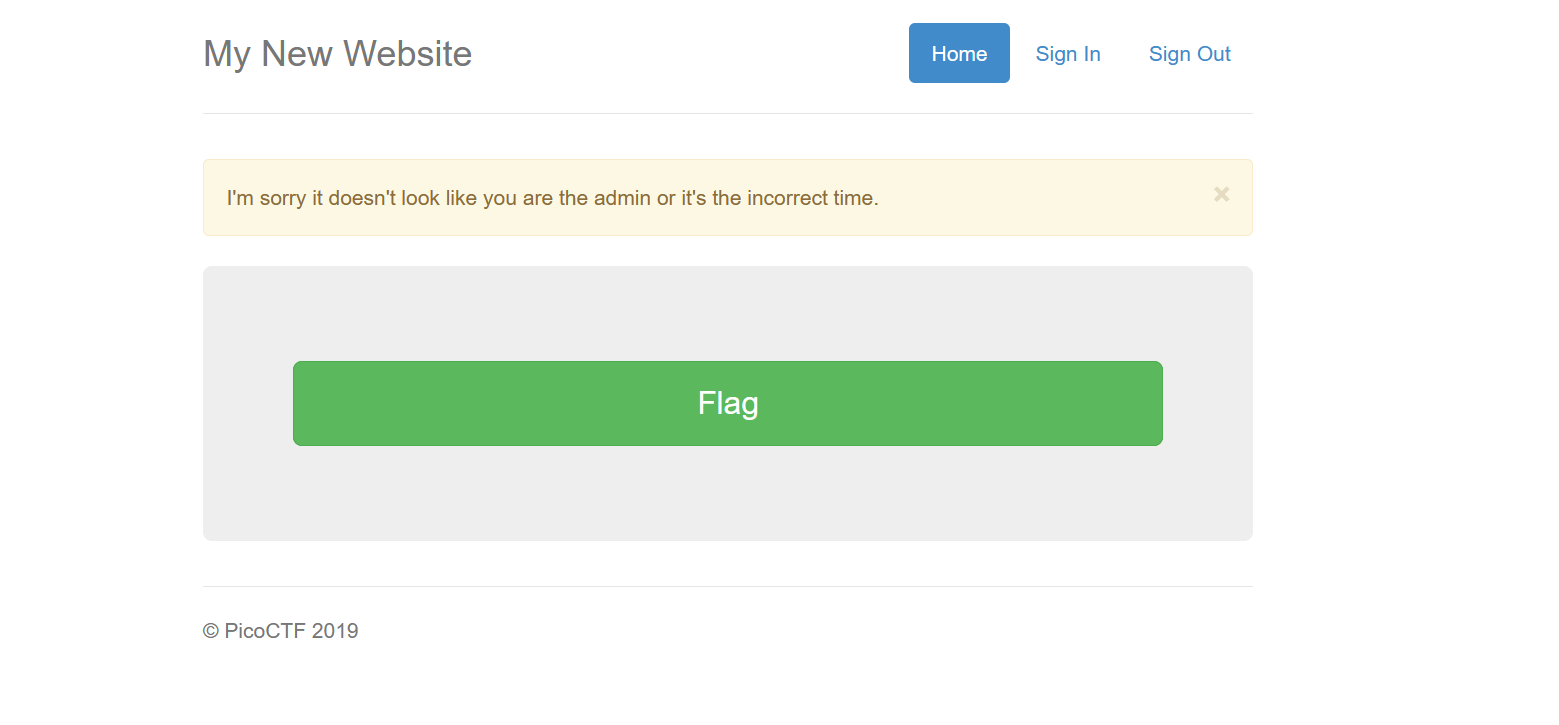 My New Website
Home Sign In Sign Out
I'm sorry it doesn't look like you are the admin or it's the incorrect time.
×
Flag
© PicoCTF 2019